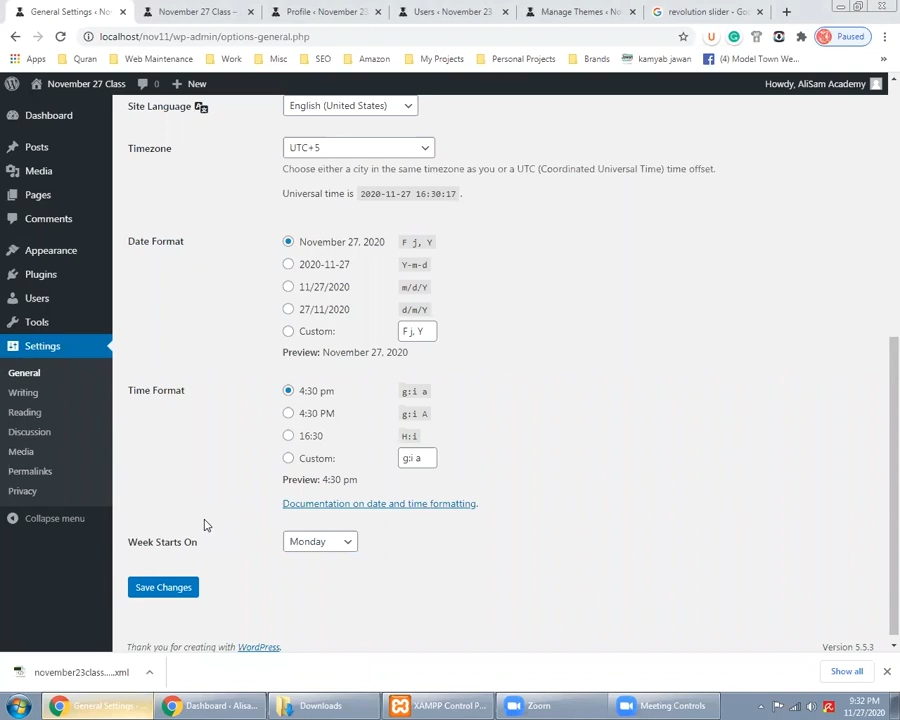 General Settings ‹ No
November 27 Class –
Profile ‹ November 23
Users ‹ November 23
Manage Themes ‹ No
revolution slider - Goo
localhost/nov11/wp-admin/options-general.php
Paused
Apps
Quran
Web Maintenance
Work
Misc
SEO
Amazon
My Projects
Personal Projects
Brands
kamyab jawan
(4) Model Town We...
November 27 Class
0
New
Howdy, AliSam Academy
Dashboard
Posts
Media
Pages
Comments
Appearance
Plugins
Users
Tools
Settings
General
Writing
Reading
Discussion
Media
Permalinks
Privacy
Collapse menu
Site Language
English (United States)
Timezone
UTC+5
Choose either a city in the same timezone as you or a UTC (Coordinated Universal Time) time offset.
Universal time is 2020-11-27 16:30:17 .
Date Format
November 27, 2020 F j, Y
2020-11-27 Y-m-d
11/27/2020 m/d/Y
27/11/2020 d/m/Y
Custom: F j, Y
Preview: November 27, 2020
Time Format
4:30 pm g:i a
4:30 PM g:i A
16:30 H:i
Custom: g:i a
Preview: 4:30 pm
Documentation on date and time formatting.
Week Starts On
Monday
Save Changes
Thank you for creating with WordPress.
Version 5.5.3
november23class.....xml
Show all
General Settings ‹ ...
Dashboard ‹ Alisa...
Downloads
XAMPP Control P...
Zoom
Meeting Controls
9:32 PM
11/27/2020